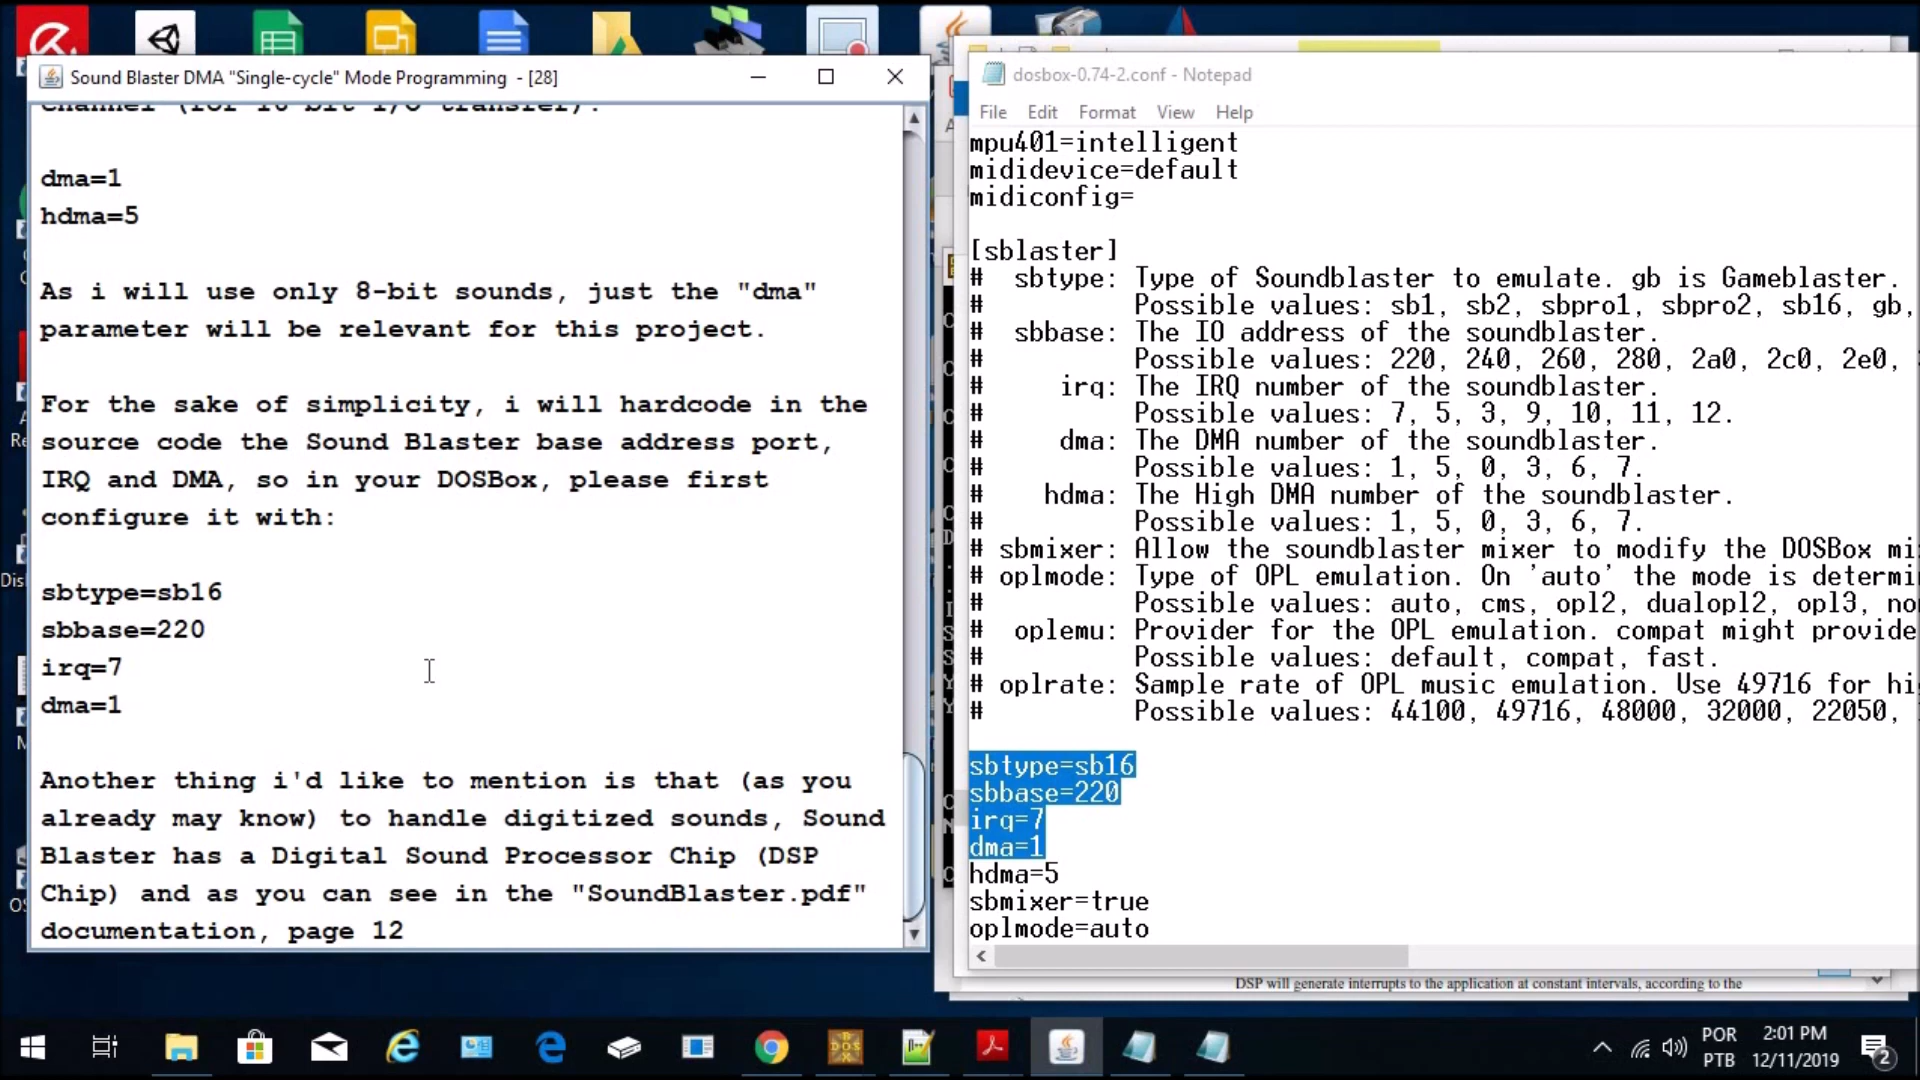 Sound Blaster DMA "Single-cycle" Mode Programming - [28]
channel (for 16-bit I/O transfer):
dma=1
hdma=5
As i will use only 8-bit sounds, just the "dma"
parameter will be relevant for this project.
For the sake of simplicity, i will hardcode in the
source code the Sound Blaster base address port,
IRQ and DMA, so in your DOSBox, please first
configure it with:
sbtype=sb16
sbbase=220
irq=7
dma=1
Another thing i'd like to mention is that (as you
already may know) to handle digitized sounds, Sound
Blaster has a Digital Sound Processor Chip (DSP
Chip) and as you can see in the "SoundBlaster.pdf"
documentation, page 12
dosbox-0.74-2.conf - Notepad
File Edit Format View Help
mpu401=intelligent
mididevice=default
midiconfig=
[sblaster]
#  sbtype: Type of Soundblaster to emulate. gb is Gameblaster.
#          Possible values: sb1, sb2, sbpro1, sbpro2, sb16, gb,
#  sbbase: The IO address of the soundblaster.
#          Possible values: 220, 240, 260, 280, 2a0, 2c0, 2e0,
#     irq: The IRQ number of the soundblaster.
#          Possible values: 7, 5, 3, 9, 10, 11, 12.
#     dma: The DMA number of the soundblaster.
#          Possible values: 1, 5, 0, 3, 6, 7.
#    hdma: The High DMA number of the soundblaster.
#          Possible values: 1, 5, 0, 3, 6, 7.
# sbmixer: Allow the soundblaster mixer to modify the DOSBox mi
# oplmode: Type of OPL emulation. On 'auto' the mode is determi
#          Possible values: auto, cms, opl2, dualopl2, opl3, no
#  oplemu: Provider for the OPL emulation. compat might provide
#          Possible values: default, compat, fast.
# oplrate: Sample rate of OPL music emulation. Use 49716 for hi
#          Possible values: 44100, 49716, 48000, 32000, 22050,
sbtype=sb16
sbbase=220
irq=7
dma=1
hdma=5
sbmixer=true
oplmode=auto
DSP will generate interrupts to the application at constant intervals, according to the
POR
PTB
2:01 PM
12/11/2019
2